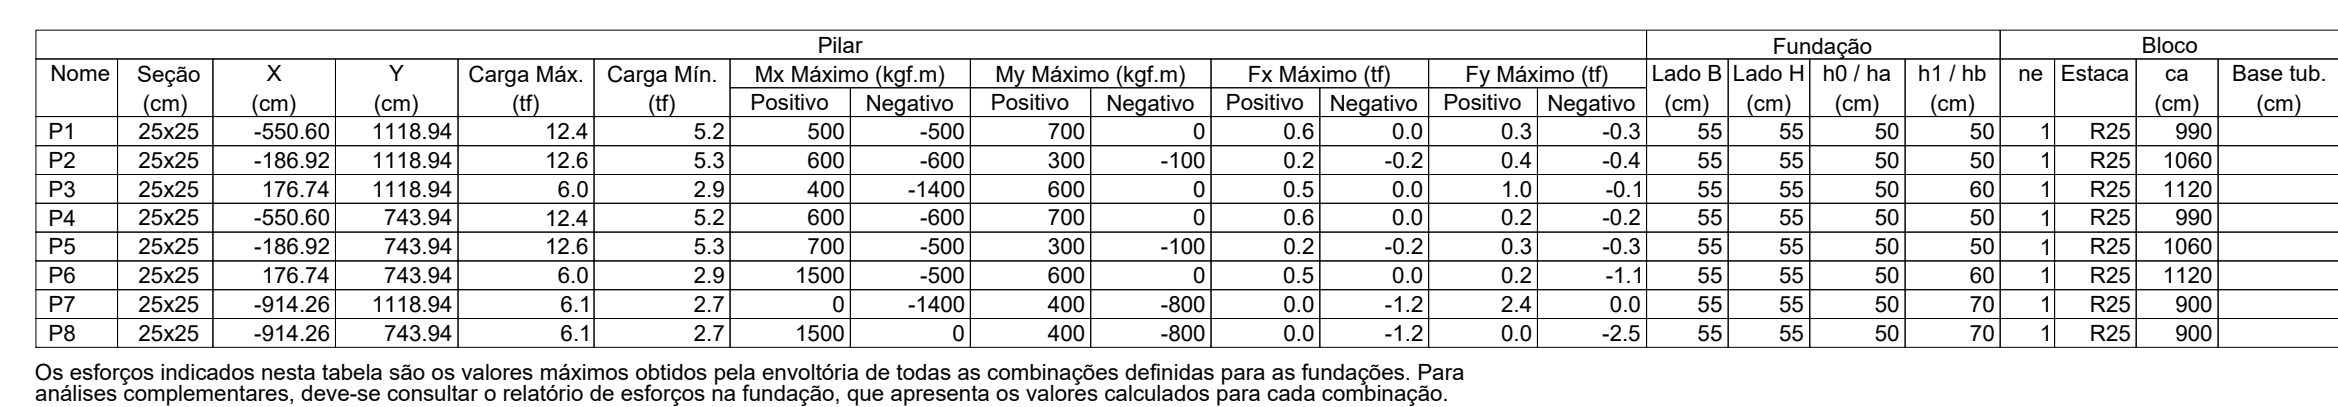 Pilar Fundação Bloco
Nome Seção X Y Carga Máx. Carga Mín. Mx Máximo (kgf.m) My Máximo (kgf.m) Fx Máximo (tf) Fy Máximo (tf) Lado B Lado H h0 / ha h1 / hb ne Estaca ca Base tub.
(cm) (cm) (cm) (tf) (tf) Positivo Negativo Positivo Negativo Positivo Negativo Positivo Negativo (cm) (cm) (cm) (cm) (cm) (cm)
P1 25x25 -550.60 1118.94 12.4 5.2 500 -500 700 0 0.6 0.0 0.3 -0.3 55 55 50 50 1 R25 990
P2 25x25 -186.92 1118.94 12.6 5.3 600 -600 300 -100 0.2 -0.2 0.4 -0.4 55 55 50 50 1 R25 1060
P3 25x25 176.74 1118.94 6.0 2.9 400 -1400 600 0 0.5 0.0 1.0 -0.1 55 55 50 60 1 R25 1120
P4 25x25 -550.60 743.94 12.4 5.2 600 -600 700 0 0.6 0.0 0.2 -0.2 55 55 50 50 1 R25 990
P5 25x25 -186.92 743.94 12.6 5.3 700 -500 300 -100 0.2 -0.2 0.3 -0.3 55 55 50 50 1 R25 1060
P6 25x25 176.74 743.94 6.0 2.9 1500 -500 600 0 0.5 0.0 0.2 -1.1 55 55 50 60 1 R25 1120
P7 25x25 -914.26 1118.94 6.1 2.7 0 -1400 400 -800 0.0 -1.2 2.4 0.0 55 55 50 70 1 R25 900
P8 25x25 -914.26 743.94 6.1 2.7 1500 0 400 -800 0.0 -1.2 0.0 -2.5 55 55 50 70 1 R25 900
Os esforços indicados nesta tabela são os valores máximos obtidos pela envoltória de todas as combinações definidas para as fundações. Para
análises complementares, deve-se consultar o relatório de esforços na fundação, que apresenta os valores calculados para cada combinação.